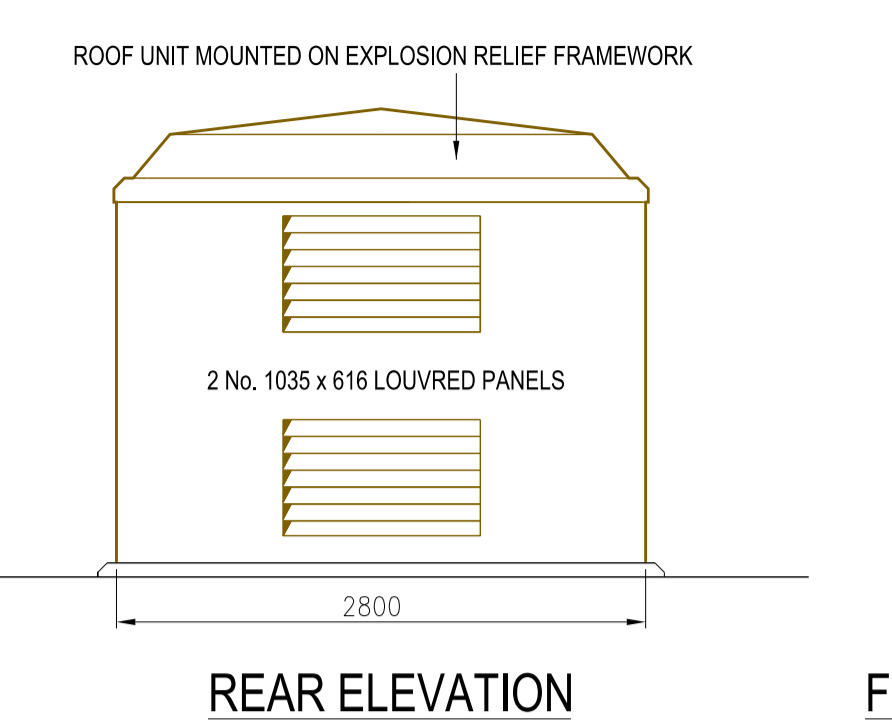 ROOF UNIT MOUNTED ON EXPLOSION RELIEF FRAMEWORK
2 No. 1035 x 616 LOUVRED PANELS
2800
REAR ELEVATION
F